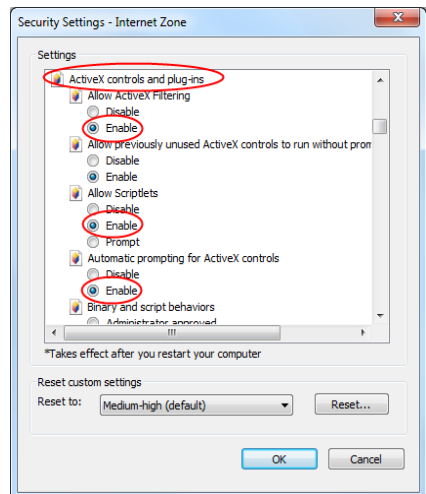 Security Settings - Internet Zone
Settings
ActiveX controls and plug-ins
Allow ActiveX Filtering
Disable
Enable
Allow previously unused ActiveX controls to run without prom
Disable
Enable
Allow Scriptlets
Disable
Enable
Prompt
Automatic prompting for ActiveX controls
Disable
Enable
Binary and script behaviors
Administrator approved
*Takes effect after you restart your computer
Reset custom settings
Reset to: Medium-high (default) Reset...
OK Cancel